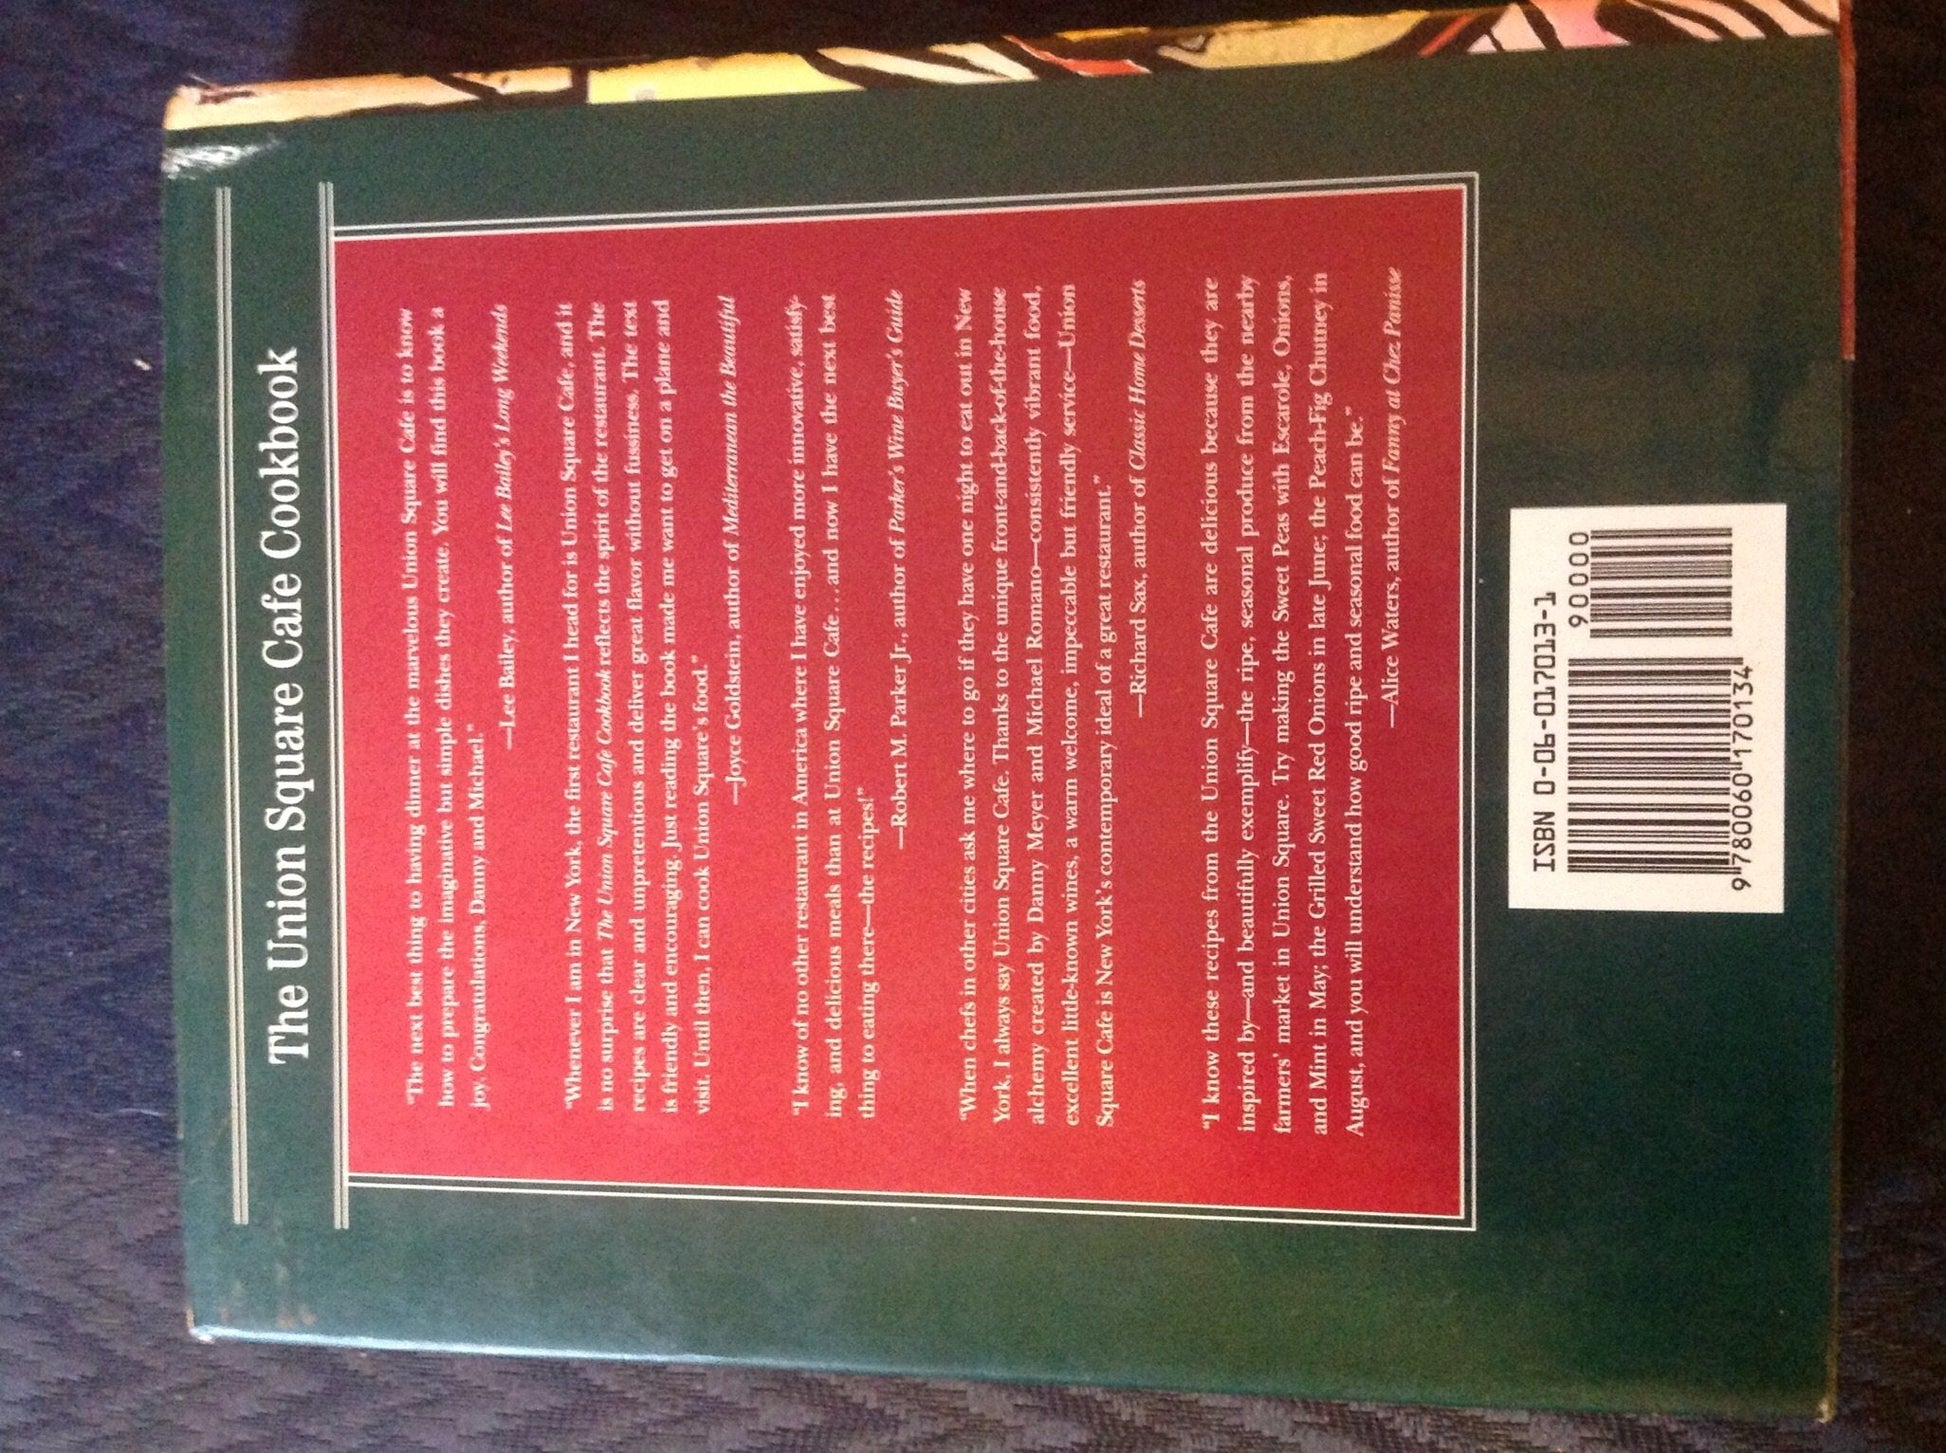 The Union Square Cafe Cookbook
"The next best thing to having dinner at the marvelous Union Square Cafe is to know
how to prepare the imaginative but simple dishes they create. You will find this book a
joy. Congratulations, Danny and Michael."
—Lee Bailey, author of Lee Bailey's Long Weekends
"Whenever I am in New York, the first restaurant I head for is Union Square Cafe, and it
is no surprise that The Union Square Cafe Cookbook reflects the spirit of the restaurant. The
recipes are clear and unpretentious and deliver great flavor without fussiness. The text
is friendly and encouraging. Just reading the book made me want to get on a plane and
visit. Until then, I can cook Union Square's food."
—Joyce Goldstein, author of Mediterranean the Beautiful
"I know of no other restaurant in America where I have enjoyed more innovative, satisfy-
ing, and delicious meals than at Union Square Cafe...and now I have the next best
thing to eating there—the recipes!"
—Robert M. Parker Jr., author of Parker's Wine Buyer's Guide
"When chefs in other cities ask me where to go if they have one night to eat out in New
York, I always say Union Square Cafe. Thanks to the unique front-and-back-of-the-house
alchemy created by Danny Meyer and Michael Romano—consistently vibrant food,
excellent little-known wines, a warm welcome, impeccable but friendly service—Union
Square Cafe is New York's contemporary ideal of a great restaurant."
—Richard Sax, author of Classic Home Desserts
"I know these recipes from the Union Square Cafe are delicious because they are
inspired by—and beautifully exemplify—the ripe, seasonal produce from the nearby
farmers' market in Union Square. Try making the Sweet Peas with Escarole, Onions,
and Mint in May; the Grilled Sweet Red Onions in late June; the Peach-Fig Chutney in
August, and you will understand how good ripe and seasonal food can be."
—Alice Waters, author of Fanny at Chez Panisse
ISBN 0-06-017013-1
90000
9 780060 170134